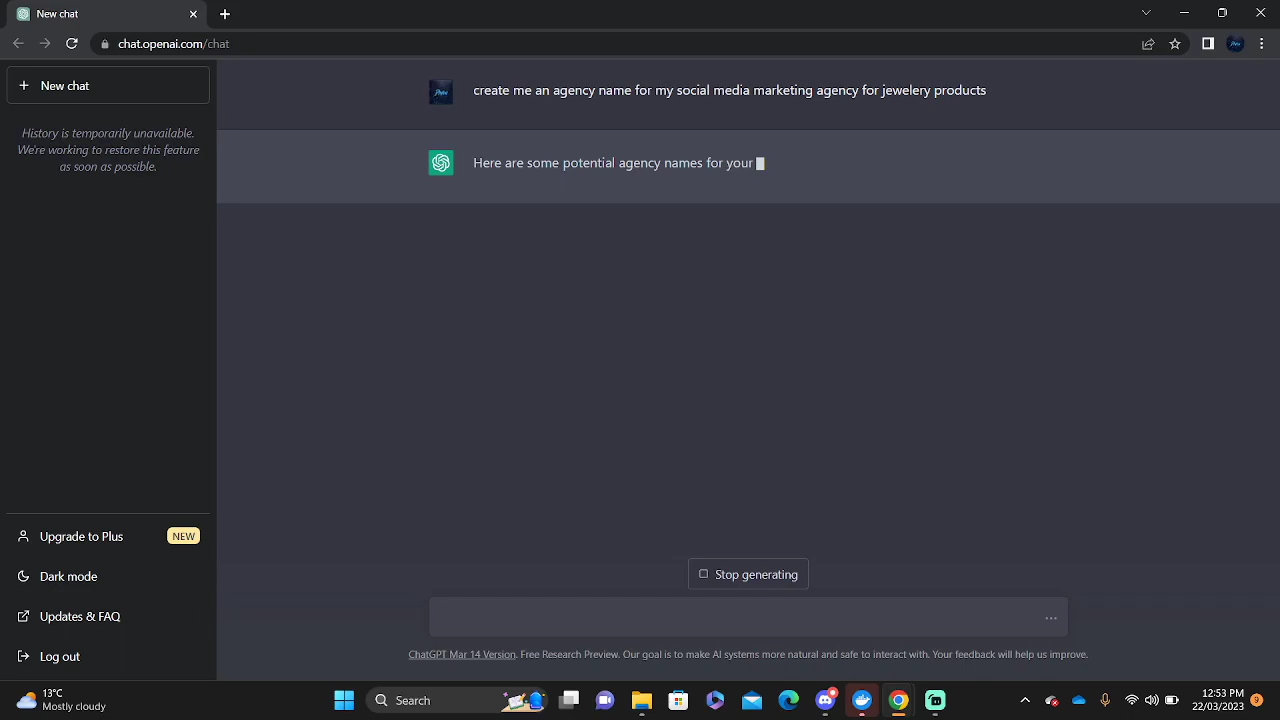 New chat
chat.openai.com/chat
New chat
History is temporarily unavailable.
We're working to restore this feature
as soon as possible.
create me an agency name for my social media marketing agency for jewelery products
Here are some potential agency names for your
Stop generating
ChatGPT Mar 14 Version. Free Research Preview. Our goal is to make AI systems more natural and safe to interact with. Your feedback will help us improve.
Upgrade to Plus
NEW
Dark mode
Updates & FAQ
Log out
13°C
Mostly cloudy
Search
12:53 PM
22/03/2023
9